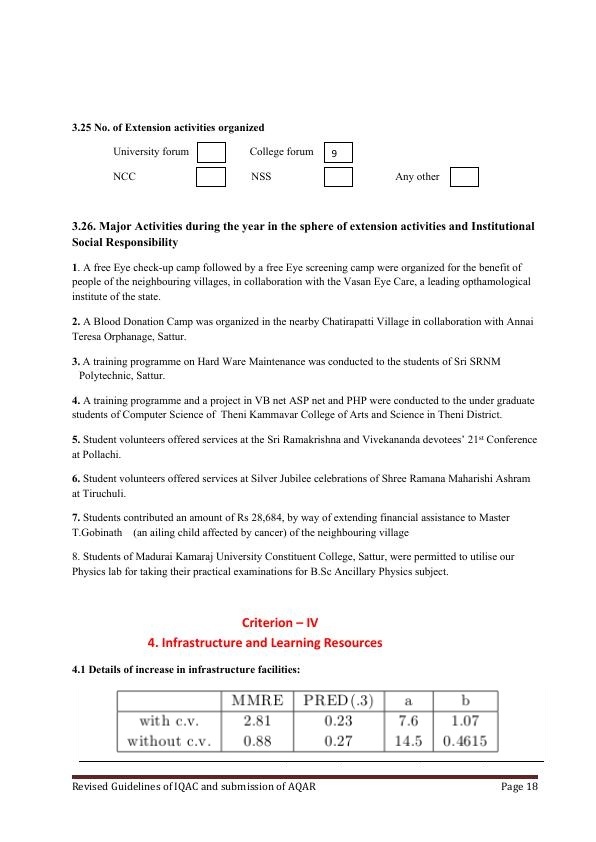 3.25 No. of Extension activities organized
University forum College forum 9
NCC NSS Any other
3.26. Major Activities during the year in the sphere of extension activities and Institutional
Social Responsibility
1. A free Eye check-up camp followed by a free Eye screening camp were organized for the benefit of
people of the neighbouring villages, in collaboration with the Vasan Eye Care, a leading opthamological
institute of the state.
2. A Blood Donation Camp was organized in the nearby Chatirapatti Village in collaboration with Annai
Teresa Orphanage, Sattur.
3. A training programme on Hard Ware Maintenance was conducted to the students of Sri SRNM
Polytechnic, Sattur.
4. A training programme and a project in VB net ASP net and PHP were conducted to the under graduate
students of Computer Science of Theni Kammavar College of Arts and Science in Theni District.
5. Student volunteers offered services at the Sri Ramakrishna and Vivekananda devotees' 21st Conference
at Pollachi.
6. Student volunteers offered services at Silver Jubilee celebrations of Shree Ramana Maharishi Ashram
at Tiruchuli.
7. Students contributed an amount of Rs 28,684, by way of extending financial assistance to Master
T.Gobinath (an ailing child affected by cancer) of the neighbouring village
8. Students of Madurai Kamaraj University Constituent College, Sattur, were permitted to utilise our
Physics lab for taking their practical examinations for B.Sc Ancillary Physics subject.
Criterion – IV
4. Infrastructure and Learning Resources
4.1 Details of increase in infrastructure facilities:
MMRE PRED(.3) a b
with c.v. 2.81 0.23 7.6 1.07
without c.v. 0.88 0.27 14.5 0.4615
Revised Guidelines of IQAC and submission of AQAR Page 18